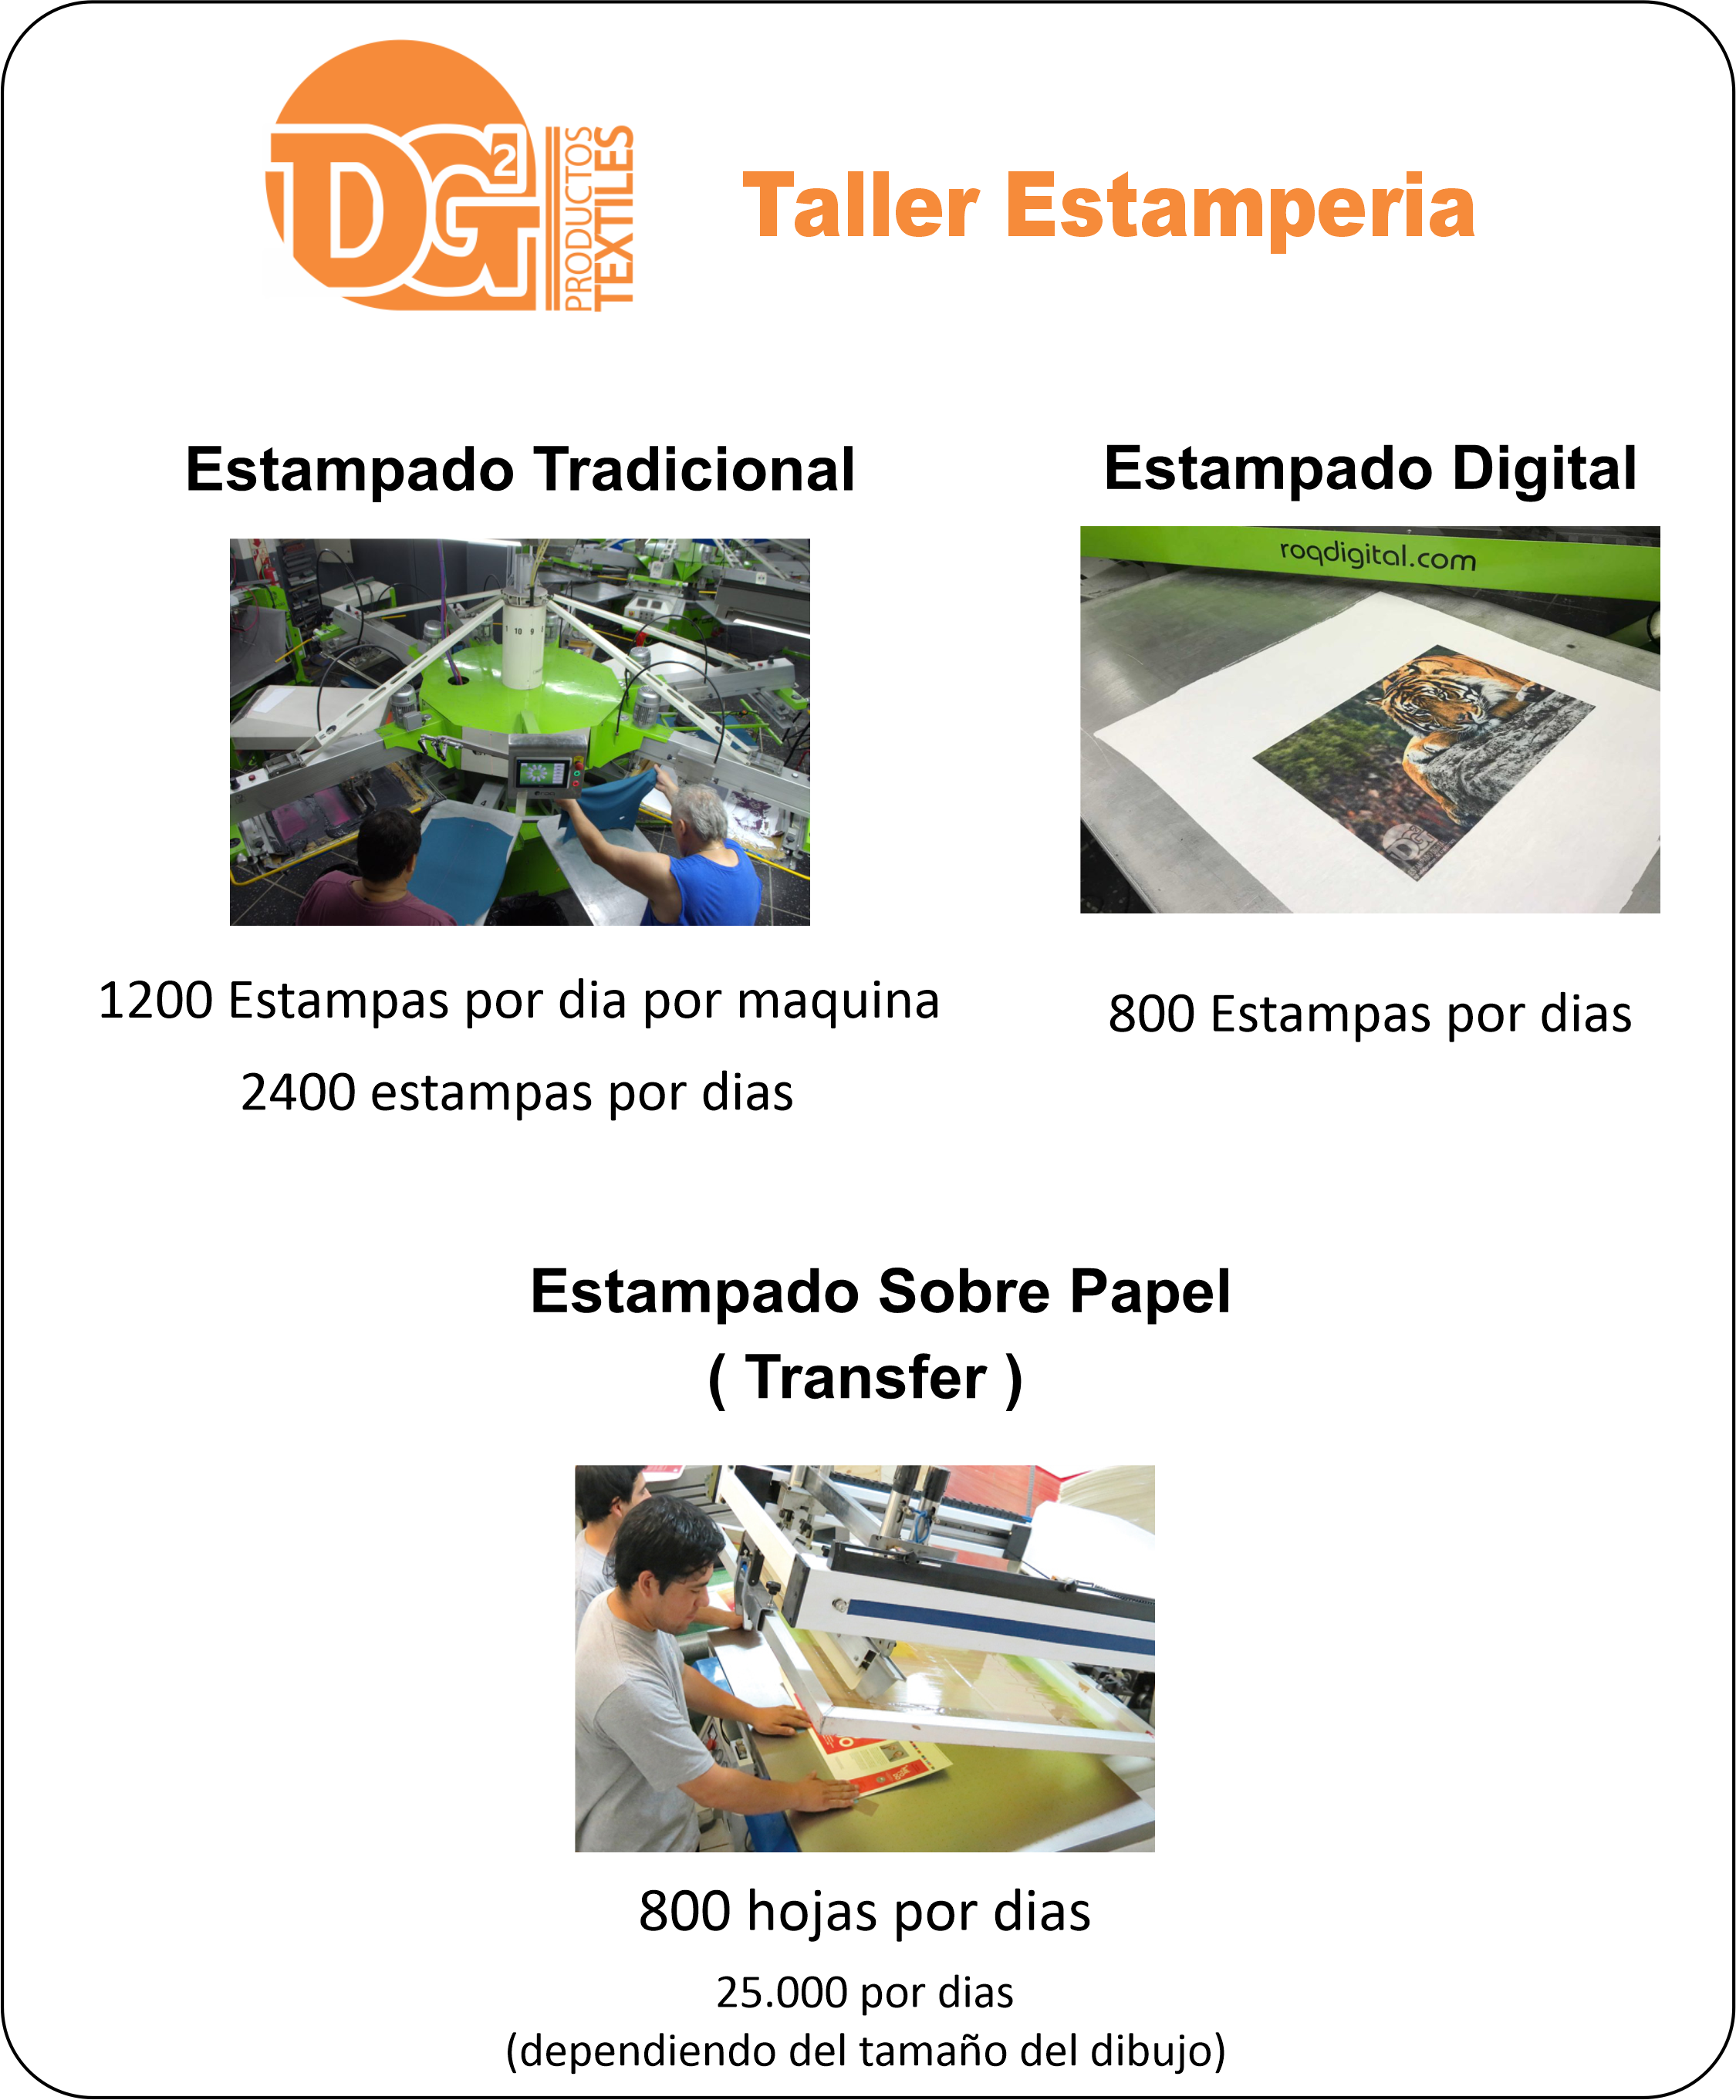 DG2
PRODUCTOS
TEXTILES
Taller Estamperia
Estampado Tradicional
Estampado Digital
roqdigital.com
10 9
1200 Estampas por dia por maquina
2400 estampas por dias
800 Estampas por dias
Estampado Sobre Papel
( Transfer )
800 hojas por dias
25.000 por dias
(dependiendo del tamaño del dibujo)